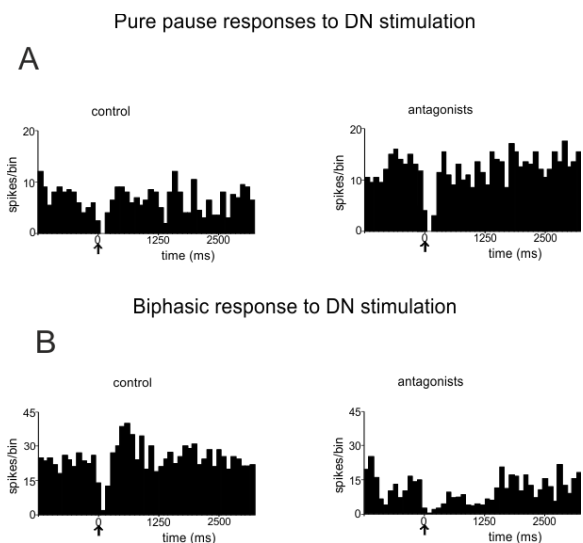 Pure pause responses to DN stimulation
A
control
antagonists
spikes/bin
20
10
0
0
1250
2500
time (ms)
spikes/bin
20
10
0
0
1250
2500
time (ms)
Biphasic response to DN stimulation
B
control
antagonists
spikes/bin
45
30
15
0
0
1250
2500
time (ms)
spikes/bin
45
30
15
0
0
1250
2500
time (ms)